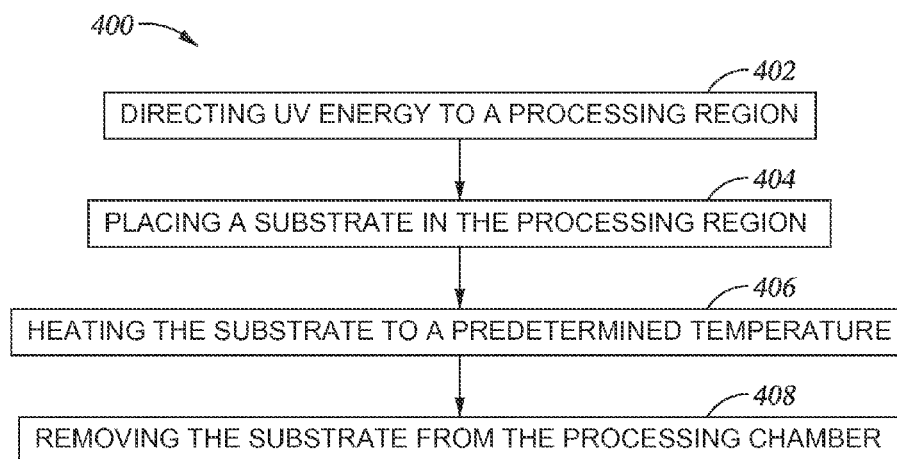 400
402
DIRECTING UV ENERGY TO A PROCESSING REGION
404
PLACING A SUBSTRATE IN THE PROCESSING REGION
406
HEATING THE SUBSTRATE TO A PREDETERMINED TEMPERATURE
408
REMOVING THE SUBSTRATE FROM THE PROCESSING CHAMBER